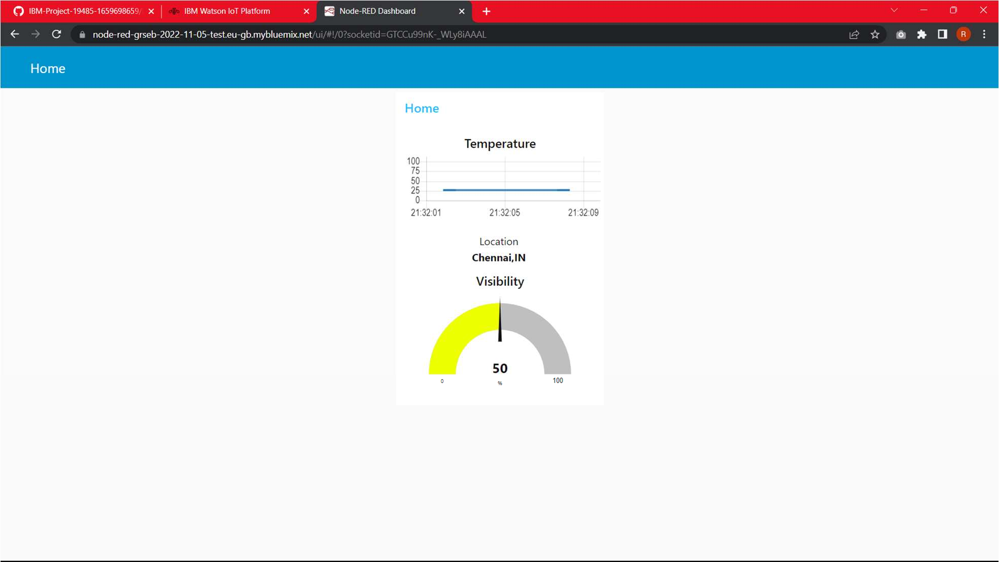 IBM-Project-19485-1659698659/
IBM Watson IoT Platform
Node-RED Dashboard
node-red-grseb-2022-11-05-test.eu-gb.mybluemix.net/ui/#!/0?socketid=GTCCu99nK-_WLy8iAAAL
R
Home
Home
Temperature
100
75
50
25
0
21:32:01 21:32:05 21:32:09
Location
Chennai,IN
Visibility
50
0 % 100